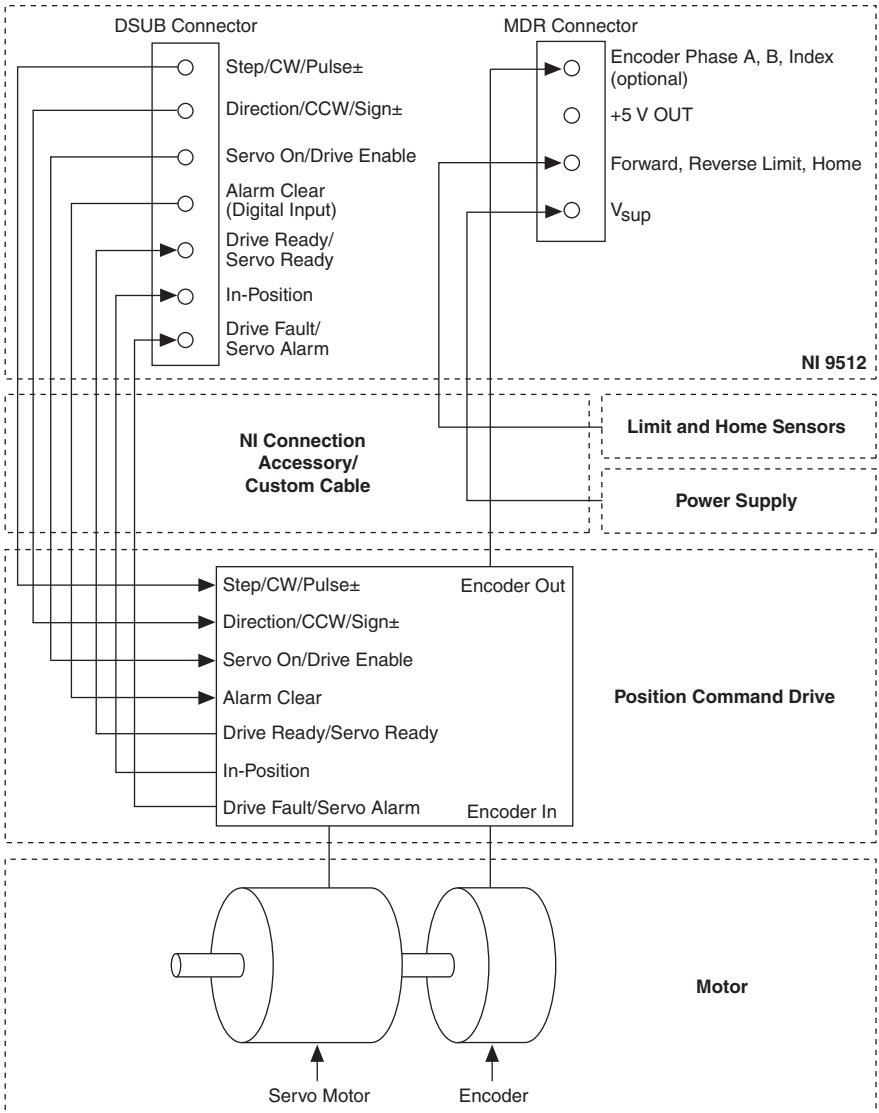 DSUB Connector
Step/CW/Pulse±
Direction/CCW/Sign±
Servo On/Drive Enable
Alarm Clear
(Digital Input)
Drive Ready/
Servo Ready
In-Position
Drive Fault/
Servo Alarm
MDR Connector
Encoder Phase A, B, Index
(optional)
+5 V OUT
Forward, Reverse Limit, Home
Vsup
NI 9512
NI Connection
Accessory/
Custom Cable
Limit and Home Sensors
Power Supply
Step/CW/Pulse±
Direction/CCW/Sign±
Servo On/Drive Enable
Alarm Clear
Drive Ready/Servo Ready
In-Position
Drive Fault/Servo Alarm
Encoder Out
Encoder In
Position Command Drive
Motor
Servo Motor
Encoder